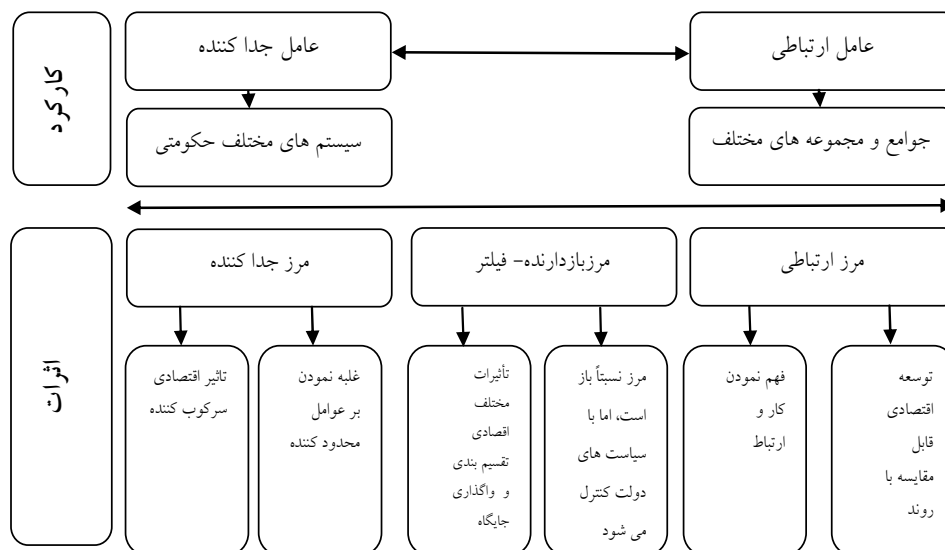 کارکرد
عامل ارتباطی
عامل جدا کننده
جوامع و مجموعه های مختلف
سیستم های مختلف حکومتی
اثرات
مرز ارتباطی
مرزبازدارنده- فیلتر
مرز جدا کننده
توسعه
اقتصادی
قابل
مقایسه با
روند
فهم نمودن
کار و
ارتباط
مرز نسبتاً باز
است، اما با
سیاست های
دولت کنترل
می شود
تأثیرات
مختلف
اقصادی
تقسیم بندی
و واگذاری
جایگاه
غلبه نمودن
بر عوامل
محدود کننده
تاثیر اقتصادی
سرکوب کننده